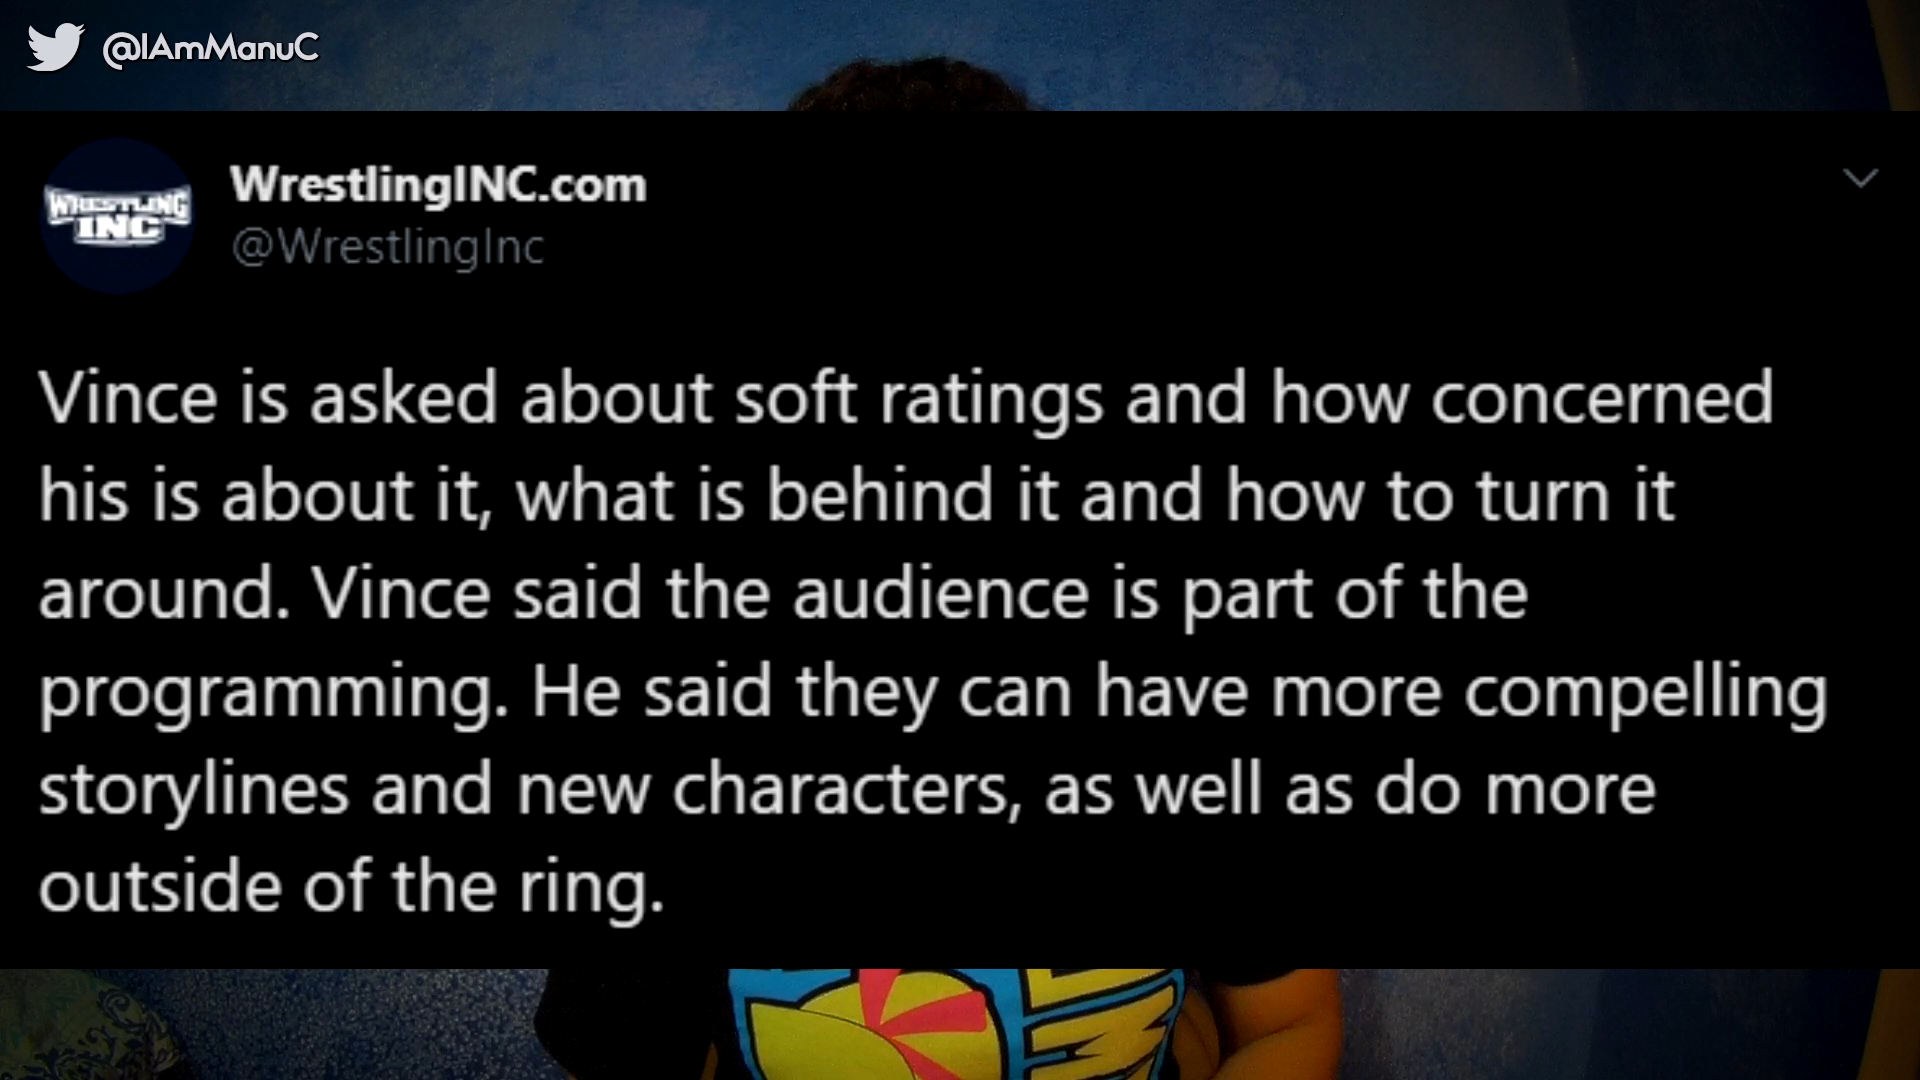 @IAmManuC
WRESTLING
INC
WrestlingINC.com
@WrestlingInc
Vince is asked about soft ratings and how concerned
his is about it, what is behind it and how to turn it
around. Vince said the audience is part of the
programming. He said they can have more compelling
storylines and new characters, as well as do more
outside of the ring.